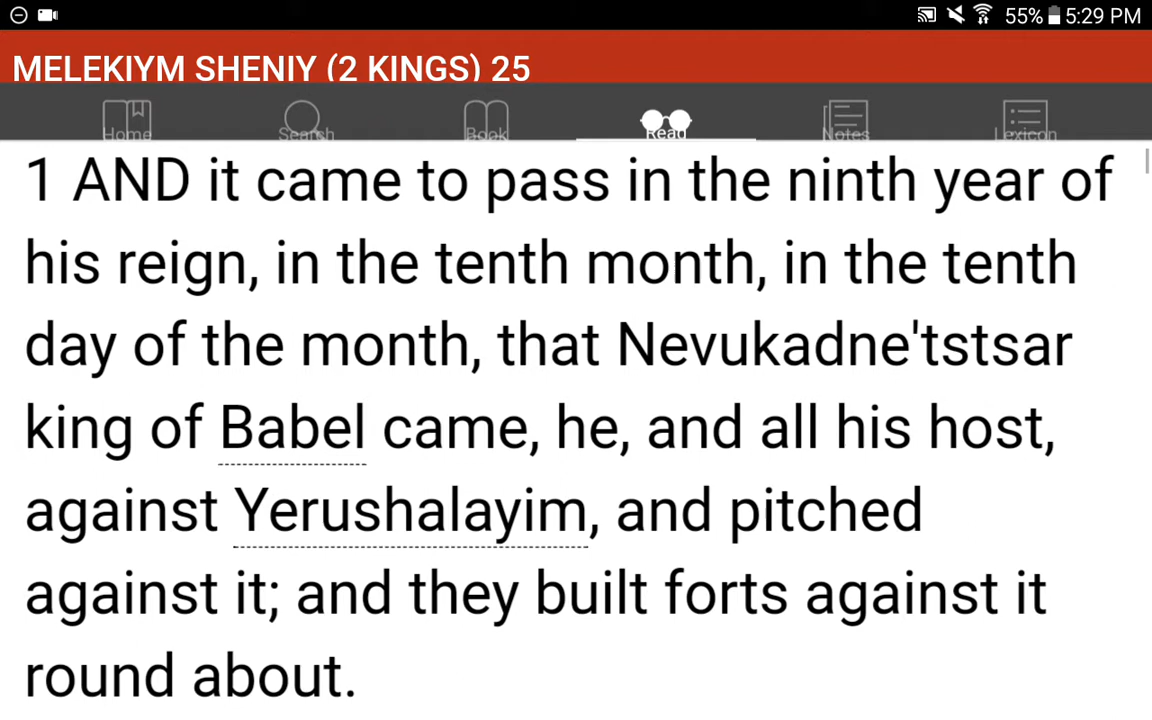 55% 5:29 PM
MELEKIYM SHENIY (2 KINGS) 25
Home Search Book Read Notes Lexicon
1 AND it came to pass in the ninth year of
his reign, in the tenth month, in the tenth
day of the month, that Nevukadne'tstsar
king of Babel came, he, and all his host,
against Yerushalayim, and pitched
against it; and they built forts against it
round about.